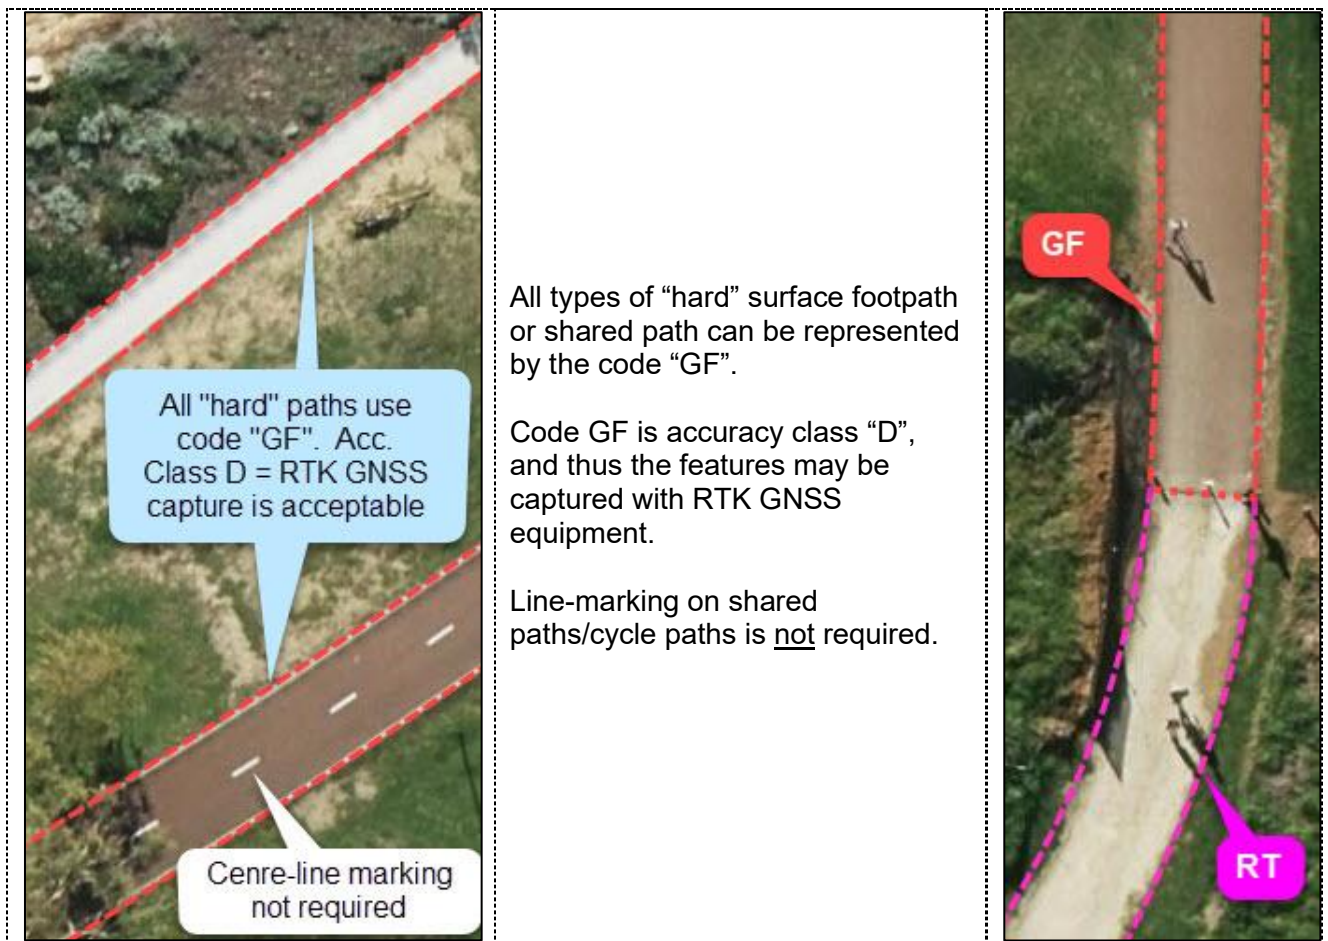 All "hard" paths use
code "GF". Acc.
Class D = RTK GNSS
capture is acceptable
Cenre-line marking
not required
All types of “hard” surface footpath
or shared path can be represented
by the code “GF”.
Code GF is accuracy class “D”,
and thus the features may be
captured with RTK GNSS
equipment.
Line-marking on shared
paths/cycle paths is not required.
GF
RT